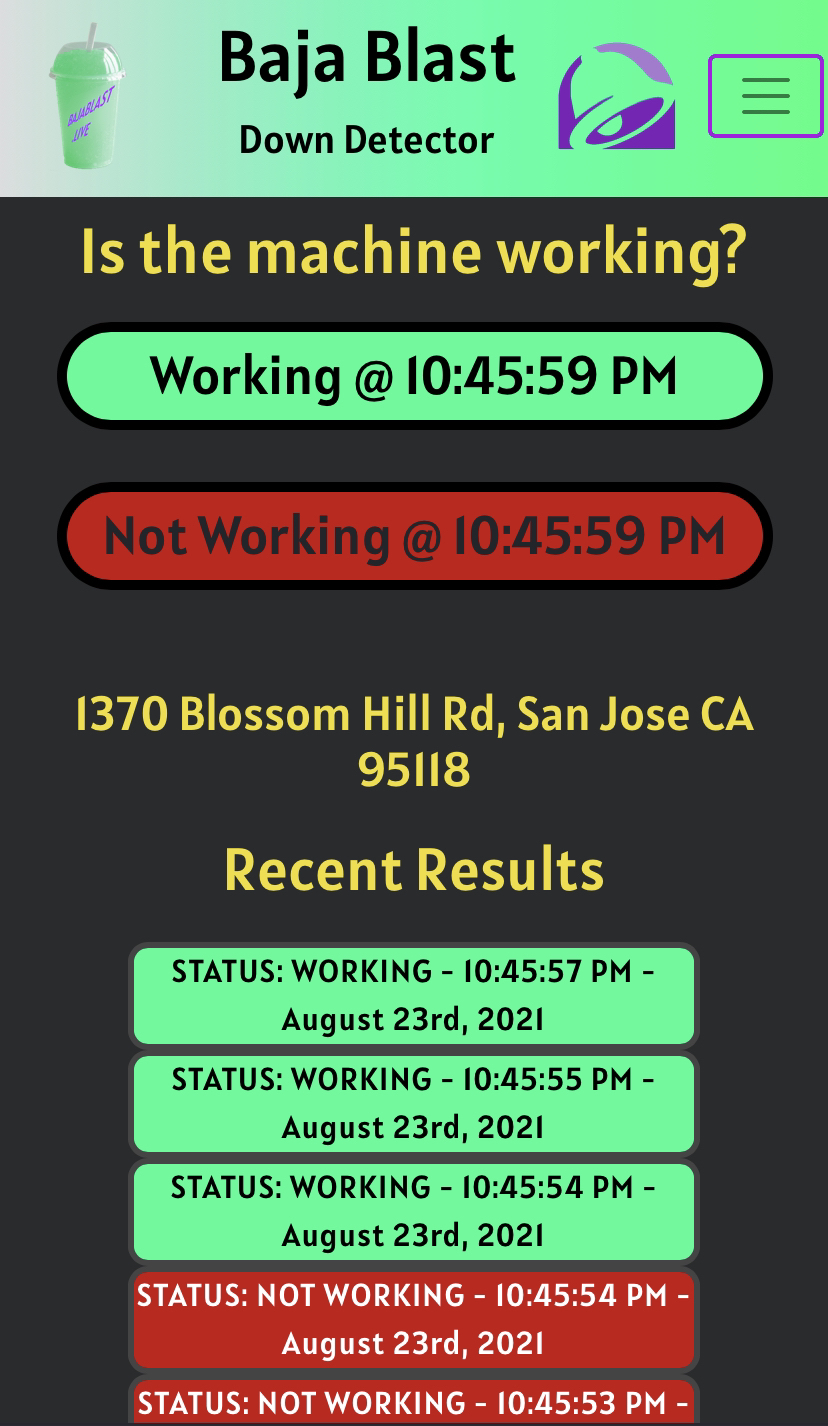 BAJABLAST
.LIVE
Baja Blast
Down Detector
Is the machine working?
Working @ 10:45:59 PM
Not Working @ 10:45:59 PM
1370 Blossom Hill Rd, San Jose CA
95118
Recent Results
STATUS: WORKING - 10:45:57 PM -
August 23rd, 2021
STATUS: WORKING - 10:45:55 PM -
August 23rd, 2021
STATUS: WORKING - 10:45:54 PM -
August 23rd, 2021
STATUS: NOT WORKING - 10:45:54 PM -
August 23rd, 2021
STATUS: NOT WORKING - 10:45:53 PM -